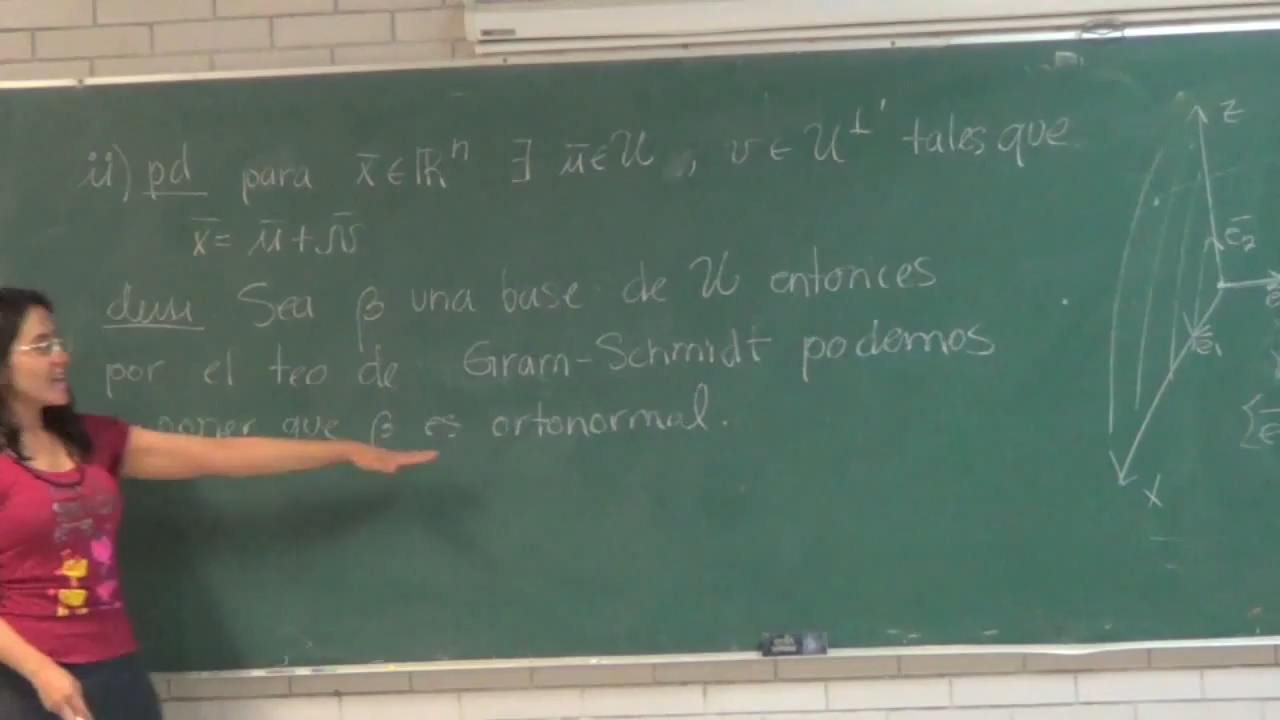 ii) pd para x̄ ∈ ℝⁿ ∃ ū ∈ U , v ∈ U⊥ tales que
x̄ = ū + v̄
dem Sea β una base de U entonces
por el teo de Gram-Schmidt podemos
poner que β es ortonormal.
z
ē₂
ē₁
x